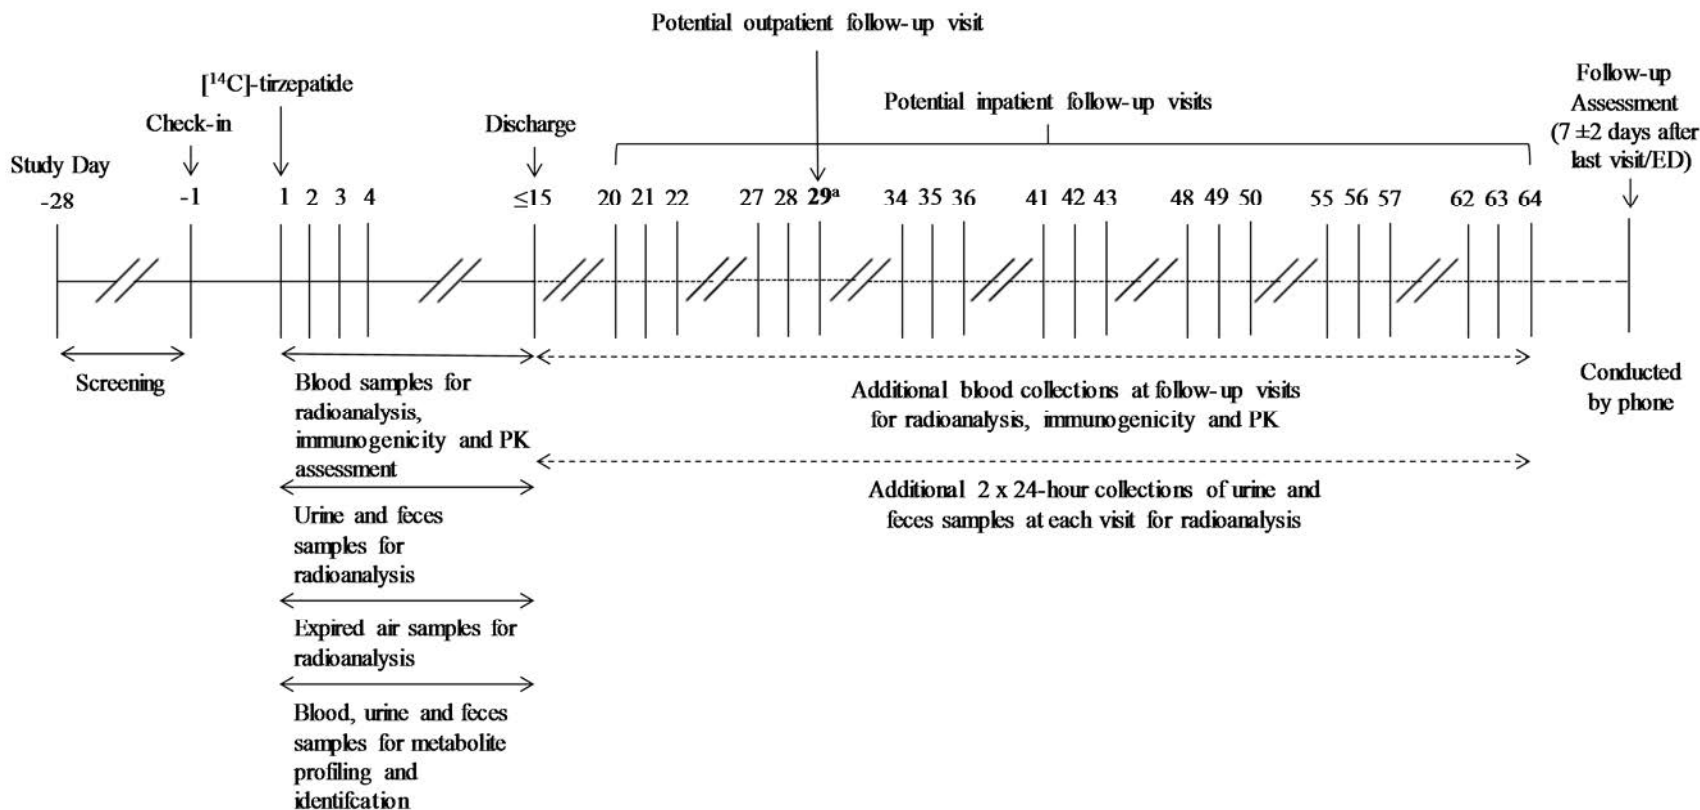 Potential outpatient follow-up visit
[¹⁴C]-tirzepatide
Check-in
Discharge
Potential inpatient follow-up visits
Follow-up
Assessment
(7 ±2 days after
last visit/ED)
Study Day
-28 -1 1 2 3 4 ≤15 20 21 22 27 28 29ᵃ 34 35 36 41 42 43 48 49 50 55 56 57 62 63 64
Screening
Blood samples for
radioanalysis,
immunogenicity and PK
assessment
Urine and feces
samples for
radioanalysis
Expired air samples for
radioanalysis
Blood, urine and feces
samples for metabolite
profiling and
identifcation
Additional blood collections at follow-up visits
for radioanalysis, immunogenicity and PK
Additional 2 x 24-hour collections of urine and
feces samples at each visit for radioanalysis
Conducted
by phone